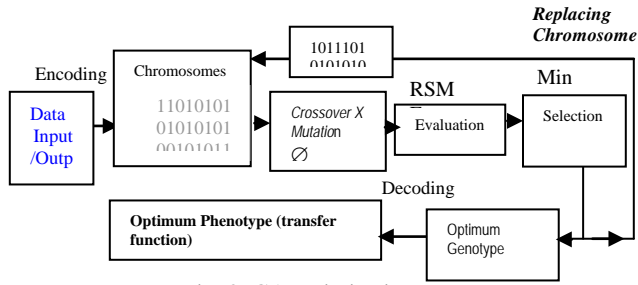 Replacing
Chromosome
1011101
0101010
Encoding
Chromosomes
11010101
01010101
00101011
Data
Input
/Outp
Crossover X
Mutation
∅
RSM
Evaluation
Min
Selection
Decoding
Optimum Phenotype (transfer
function)
Optimum
Genotype